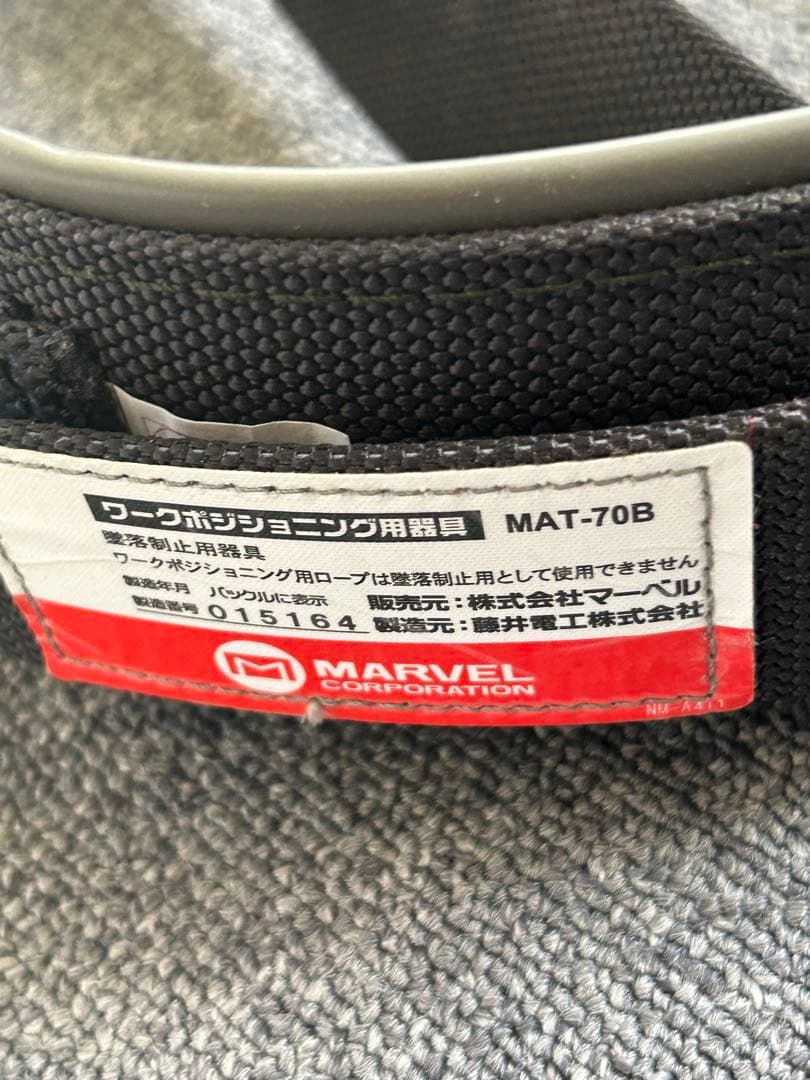 ワークポジショニング用器具 MAT-70B
墜落制止用器具
ワークポジショニング用ロープは墜落制止用として使用できません
製造年月 バックルに表示 販売元:株式会社マーベル
製造番号 015164 製造元:藤井電工株式会社
M MARVEL
CORPORATION
NM-A411